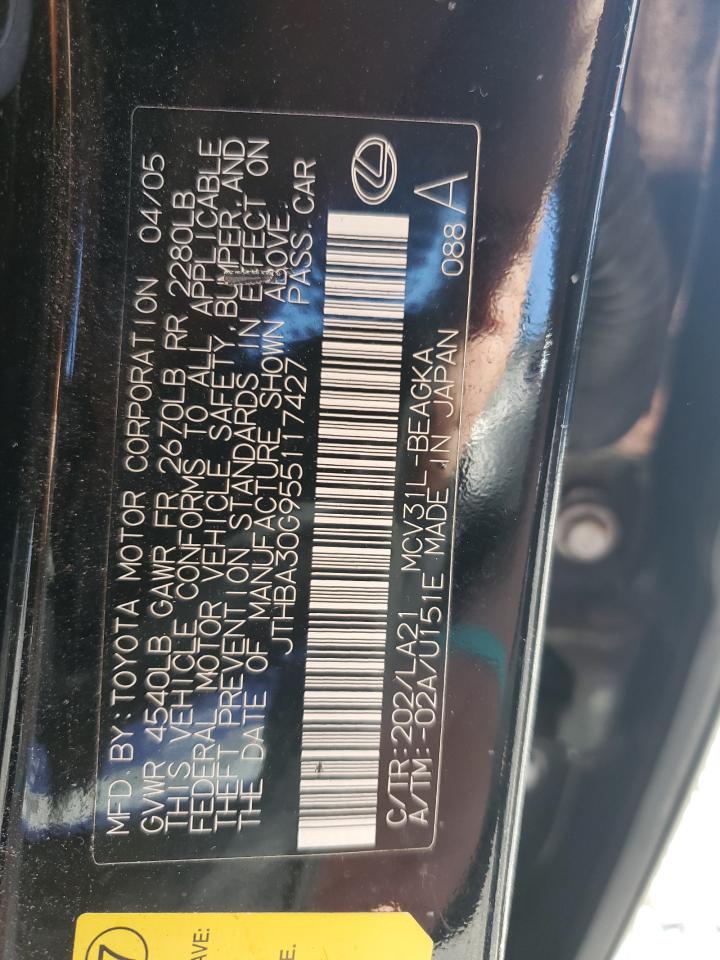 MFD BY: TOYOTA MOTOR CORPORATION 04/05
GVWR 4540LB GAWR FR 2670LB RR 2280LB
THIS VEHICLE CONFORMS TO ALL APPLICABLE
FEDERAL MOTOR VEHICLE SAFETY, BUMPER, AND
THEFT PREVENTION STANDARDS IN EFFECT ON
THE DATE OF MANUFACTURE SHOWN ABOVE.
JTHBA30G955117427 PASS. CAR
C/TR: 202/LA21 MCV31L-BEAGKA 088 A
A/TM: -02A/U151E MADE IN JAPAN
7
AVE:
E.